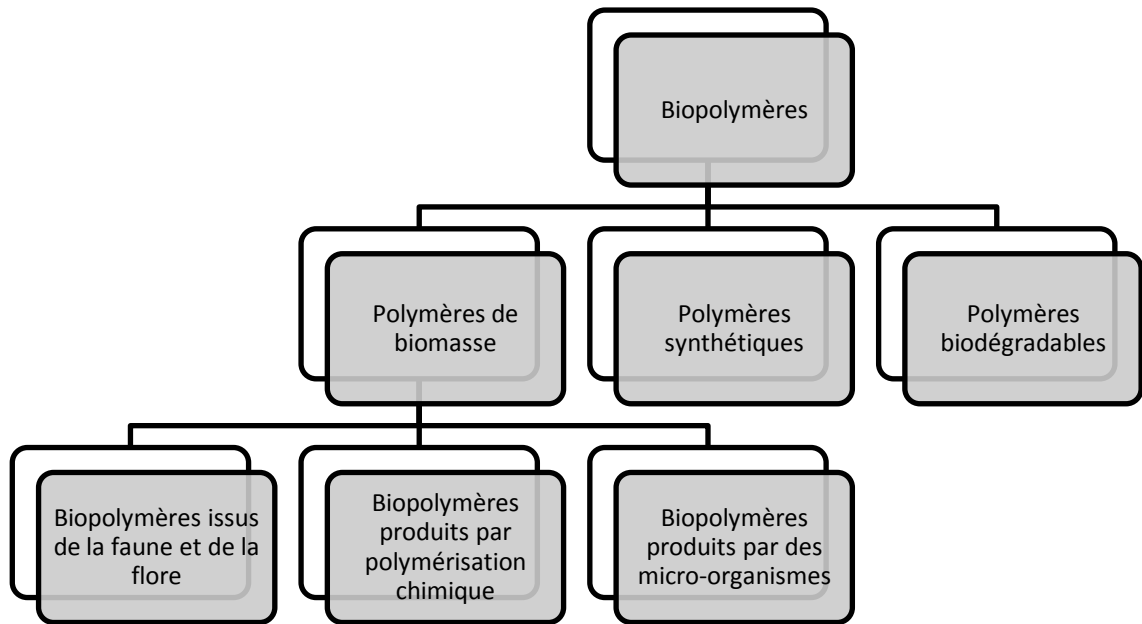 Biopolymères
Polymères de
biomasse
Polymères
synthétiques
Polymères
biodégradables
Biopolymères issus
de la faune et de la
flore
Biopolymères
produits par
polymérisation
chimique
Biopolymères
produits par des
micro-organismes